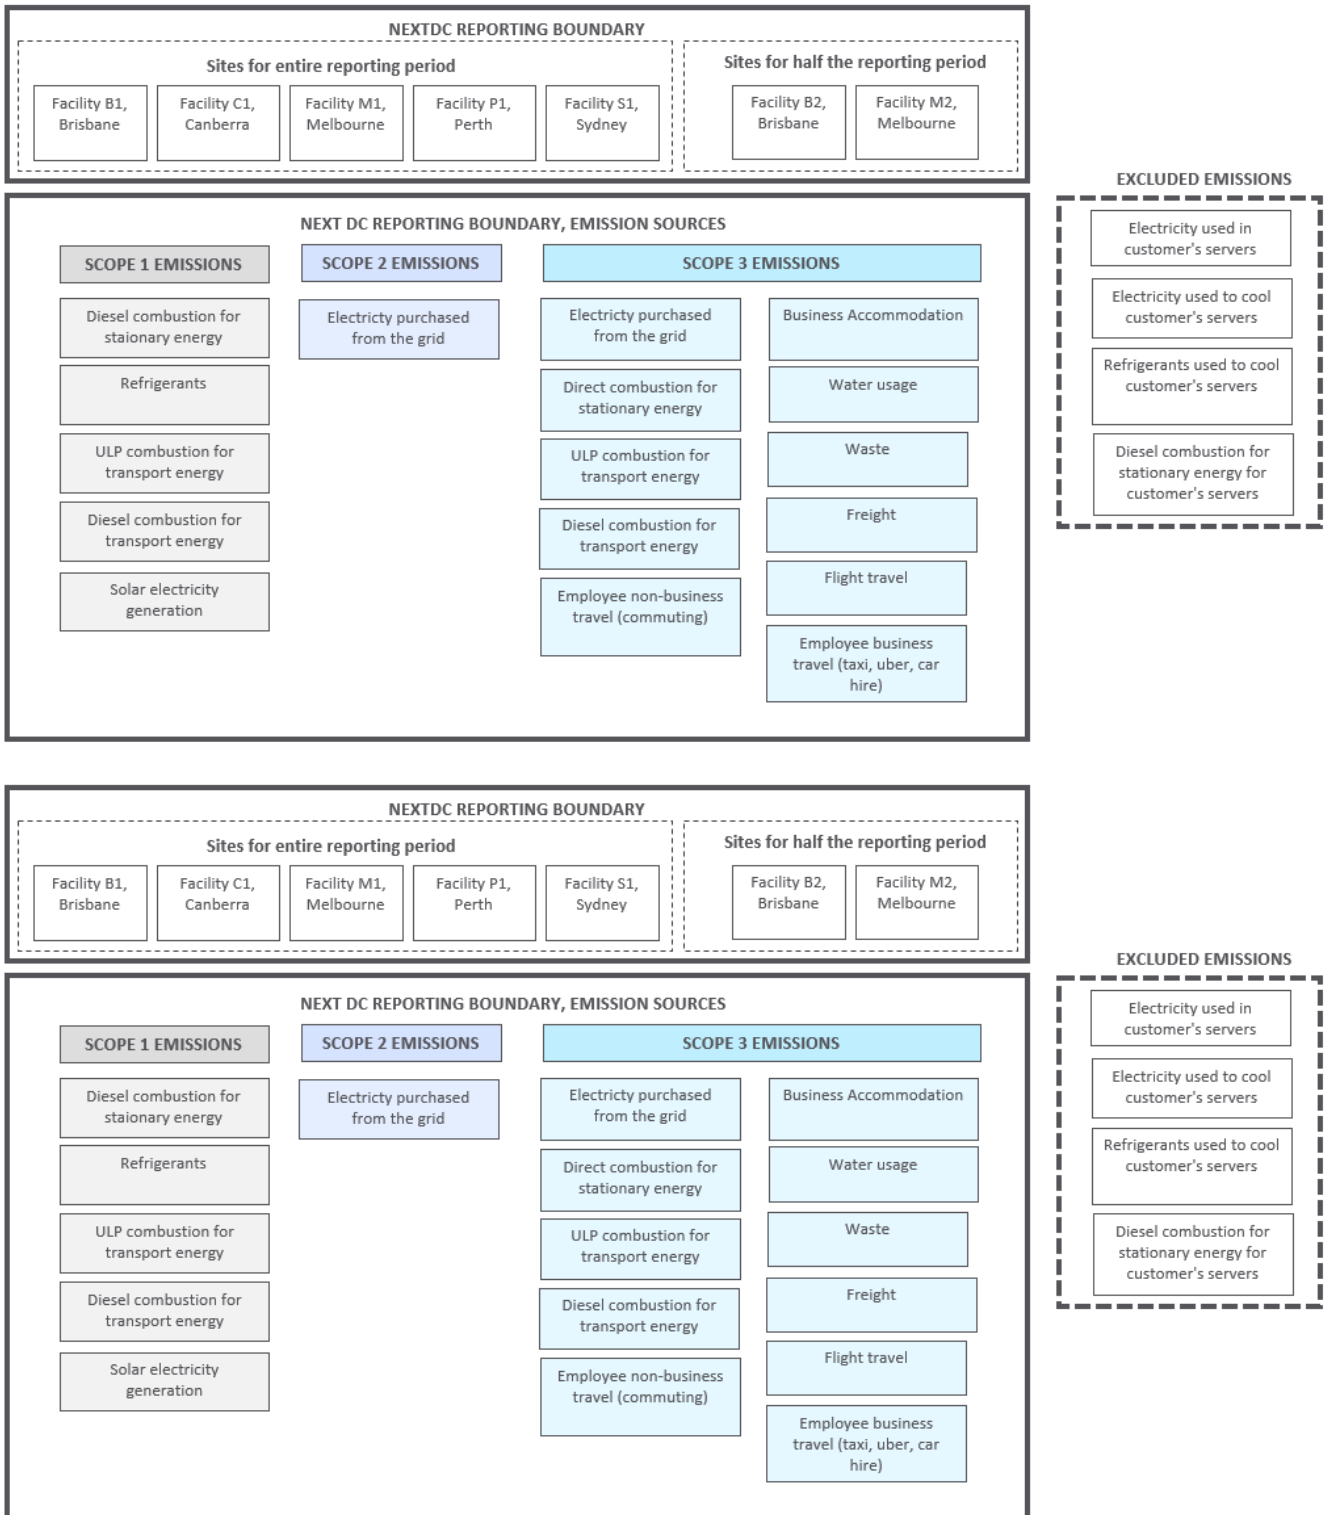 NEXTDC REPORTING BOUNDARY
Sites for entire reporting period
Facility B1,
Brisbane
Facility C1,
Canberra
Facility M1,
Melbourne
Facility P1,
Perth
Facility S1,
Sydney
Sites for half the reporting period
Facility B2,
Brisbane
Facility M2,
Melbourne
NEXT DC REPORTING BOUNDARY, EMISSION SOURCES
SCOPE 1 EMISSIONS
Diesel combustion for
staionary energy
Refrigerants
ULP combustion for
transport energy
Diesel combustion for
transport energy
Solar electricity
generation
SCOPE 2 EMISSIONS
Electricty purchased
from the grid
SCOPE 3 EMISSIONS
Electricty purchased
from the grid
Direct combustion for
stationary energy
ULP combustion for
transport energy
Diesel combustion for
transport energy
Employee non-business
travel (commuting)
Business Accommodation
Water usage
Waste
Freight
Flight travel
Employee business
travel (taxi, uber, car
hire)
EXCLUDED EMISSIONS
Electricity used in
customer's servers
Electricity used to cool
customer's servers
Refrigerants used to cool
customer's servers
Diesel combustion for
stationary energy for
customer's servers
NEXTDC REPORTING BOUNDARY
Sites for entire reporting period
Facility B1,
Brisbane
Facility C1,
Canberra
Facility M1,
Melbourne
Facility P1,
Perth
Facility S1,
Sydney
Sites for half the reporting period
Facility B2,
Brisbane
Facility M2,
Melbourne
NEXT DC REPORTING BOUNDARY, EMISSION SOURCES
SCOPE 1 EMISSIONS
Diesel combustion for
staionary energy
Refrigerants
ULP combustion for
transport energy
Diesel combustion for
transport energy
Solar electricity
generation
SCOPE 2 EMISSIONS
Electricty purchased
from the grid
SCOPE 3 EMISSIONS
Electricty purchased
from the grid
Direct combustion for
stationary energy
ULP combustion for
transport energy
Diesel combustion for
transport energy
Employee non-business
travel (commuting)
Business Accommodation
Water usage
Waste
Freight
Flight travel
Employee business
travel (taxi, uber, car
hire)
EXCLUDED EMISSIONS
Electricity used in
customer's servers
Electricity used to cool
customer's servers
Refrigerants used to cool
customer's servers
Diesel combustion for
stationary energy for
customer's servers